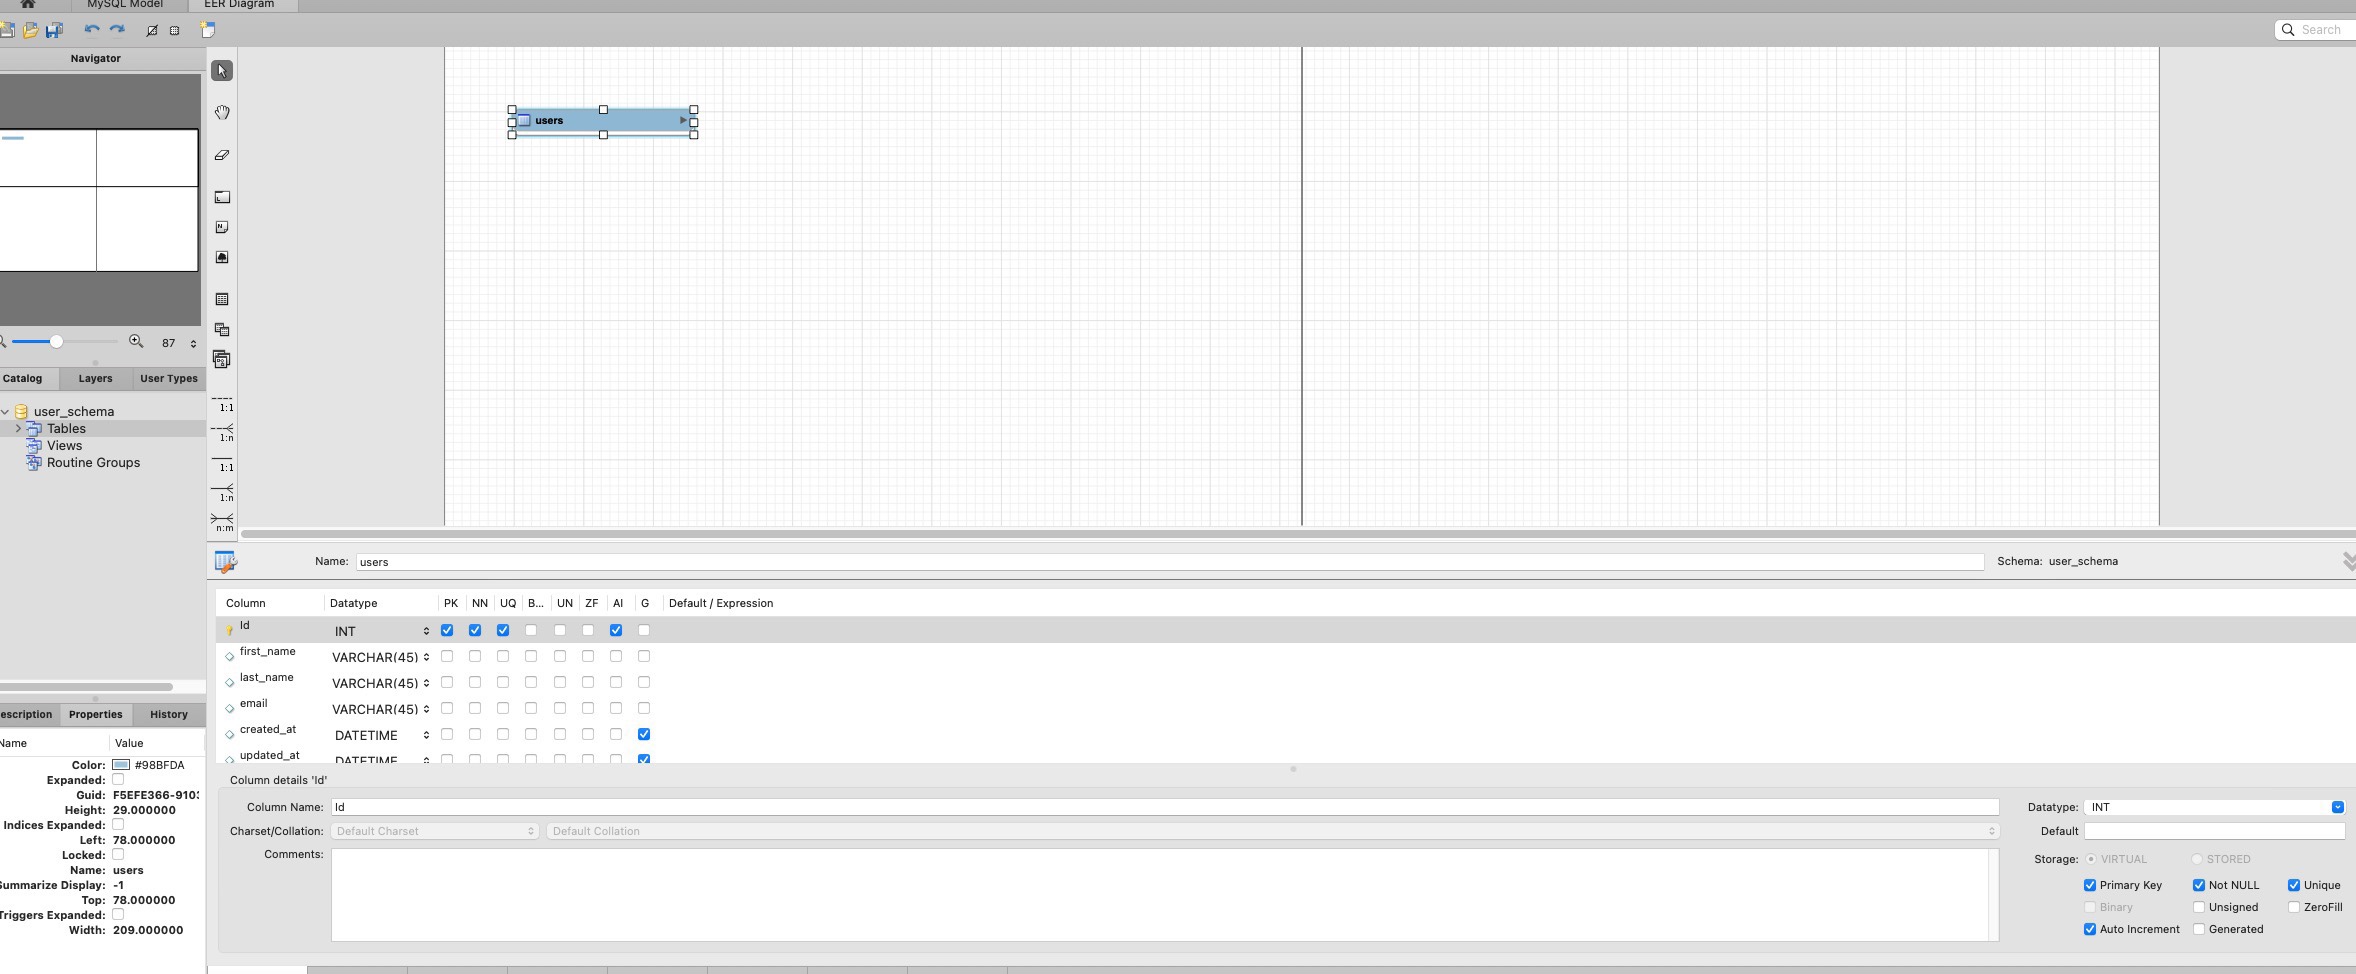 MySQL Model EER Diagram
Search
Navigator
users
87
Catalog Layers User Types
user_schema
Tables
Views
Routine Groups
1:1
1:n
1:1
1:n
n:m
Name: users Schema: user_schema
Column Datatype PK NN UQ B... UN ZF AI G Default / Expression
Id INT
first_name VARCHAR(45)
last_name VARCHAR(45)
email VARCHAR(45)
created_at DATETIME
updated_at DATETIME
escription Properties History
Name Value
Color: #98BFDA
Expanded:
Guid: F5EFE366-9103
Height: 29.000000
Indices Expanded:
Left: 78.000000
Locked:
Name: users
Summarize Display: -1
Top: 78.000000
Triggers Expanded:
Width: 209.000000
Column details 'Id'
Column Name: Id Datatype: INT
Charset/Collation: Default Charset Default Collation Default
Comments:
Storage: VIRTUAL STORED
Primary Key Not NULL Unique
Binary Unsigned ZeroFill
Auto Increment Generated